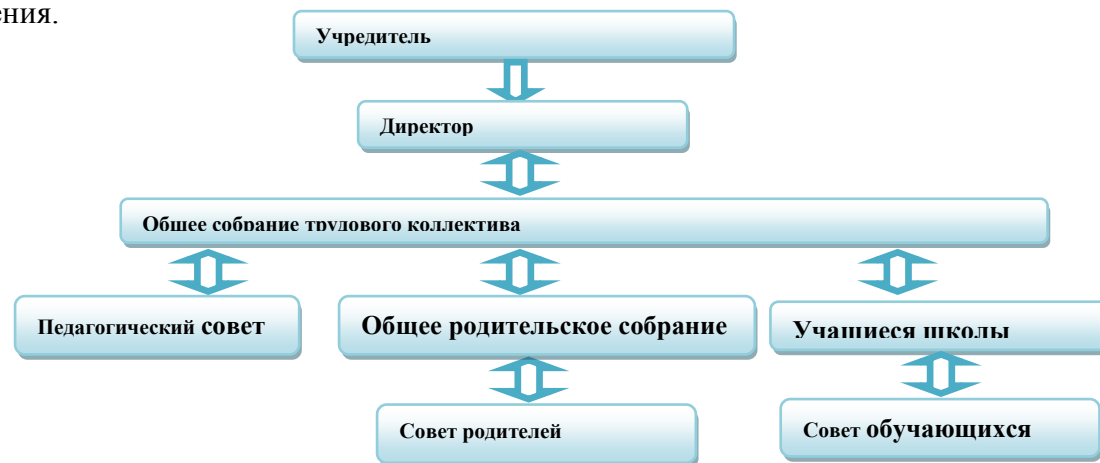 ения.
Учредитель
Директор
Общее собрание трудового коллектива
Педагогический совет
Общее родительское собрание
Учащиеся школы
Совет родителей
Совет обучающихся